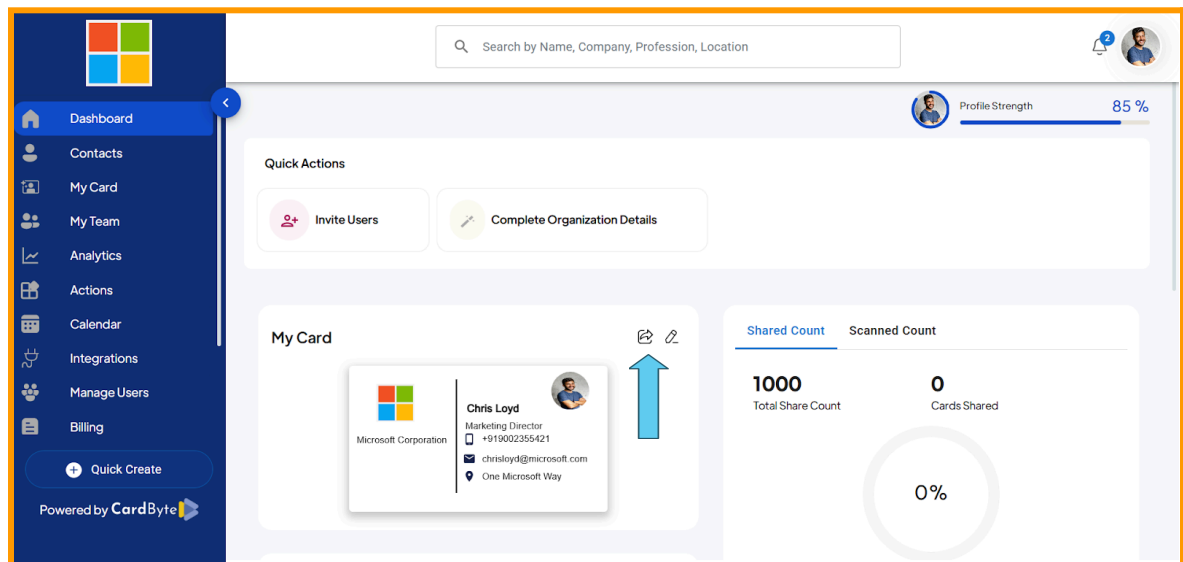 Search by Name, Company, Profession, Location
2
Dashboard
Contacts
My Card
My Team
Analytics
Actions
Calendar
Integrations
Manage Users
Billing
Quick Create
Powered by CardByte
Profile Strength 85 %
Quick Actions
Invite Users
Complete Organization Details
My Card
Microsoft Corporation
Chris Loyd
Marketing Director
+919002355421
chrisloyd@microsoft.com
One Microsoft Way
Shared Count Scanned Count
1000 0
Total Share Count Cards Shared
0%